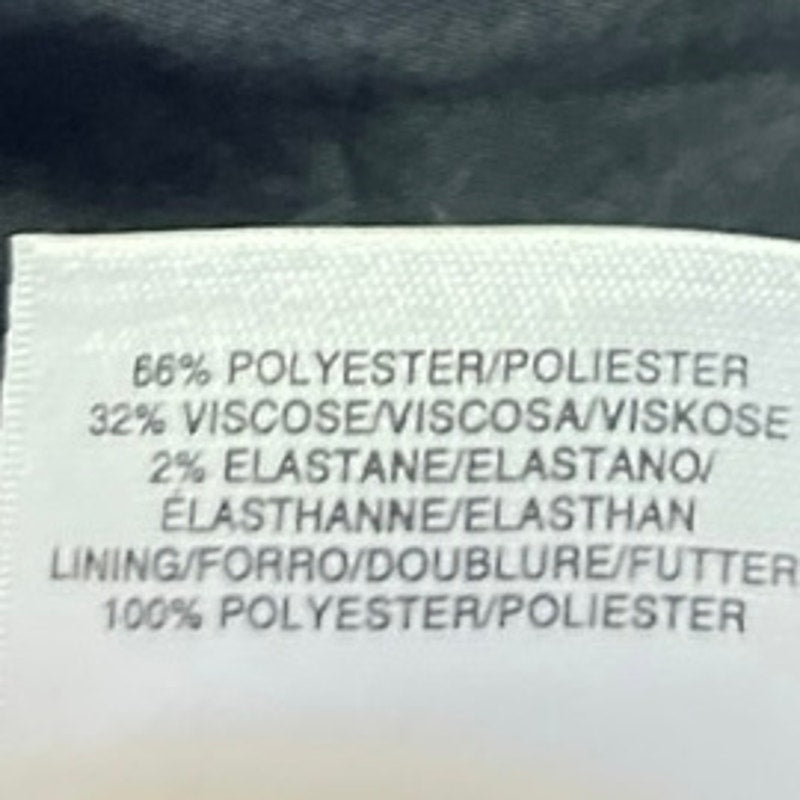 66% POLYESTER/POLIESTER
32% VISCOSE/VISCOSA/VISKOSE
2% ELASTANE/ELASTANO/
ÉLASTHANNE/ELASTHAN
LINING/FORRO/DOUBLURE/FUTTER
100% POLYESTER/POLIESTER